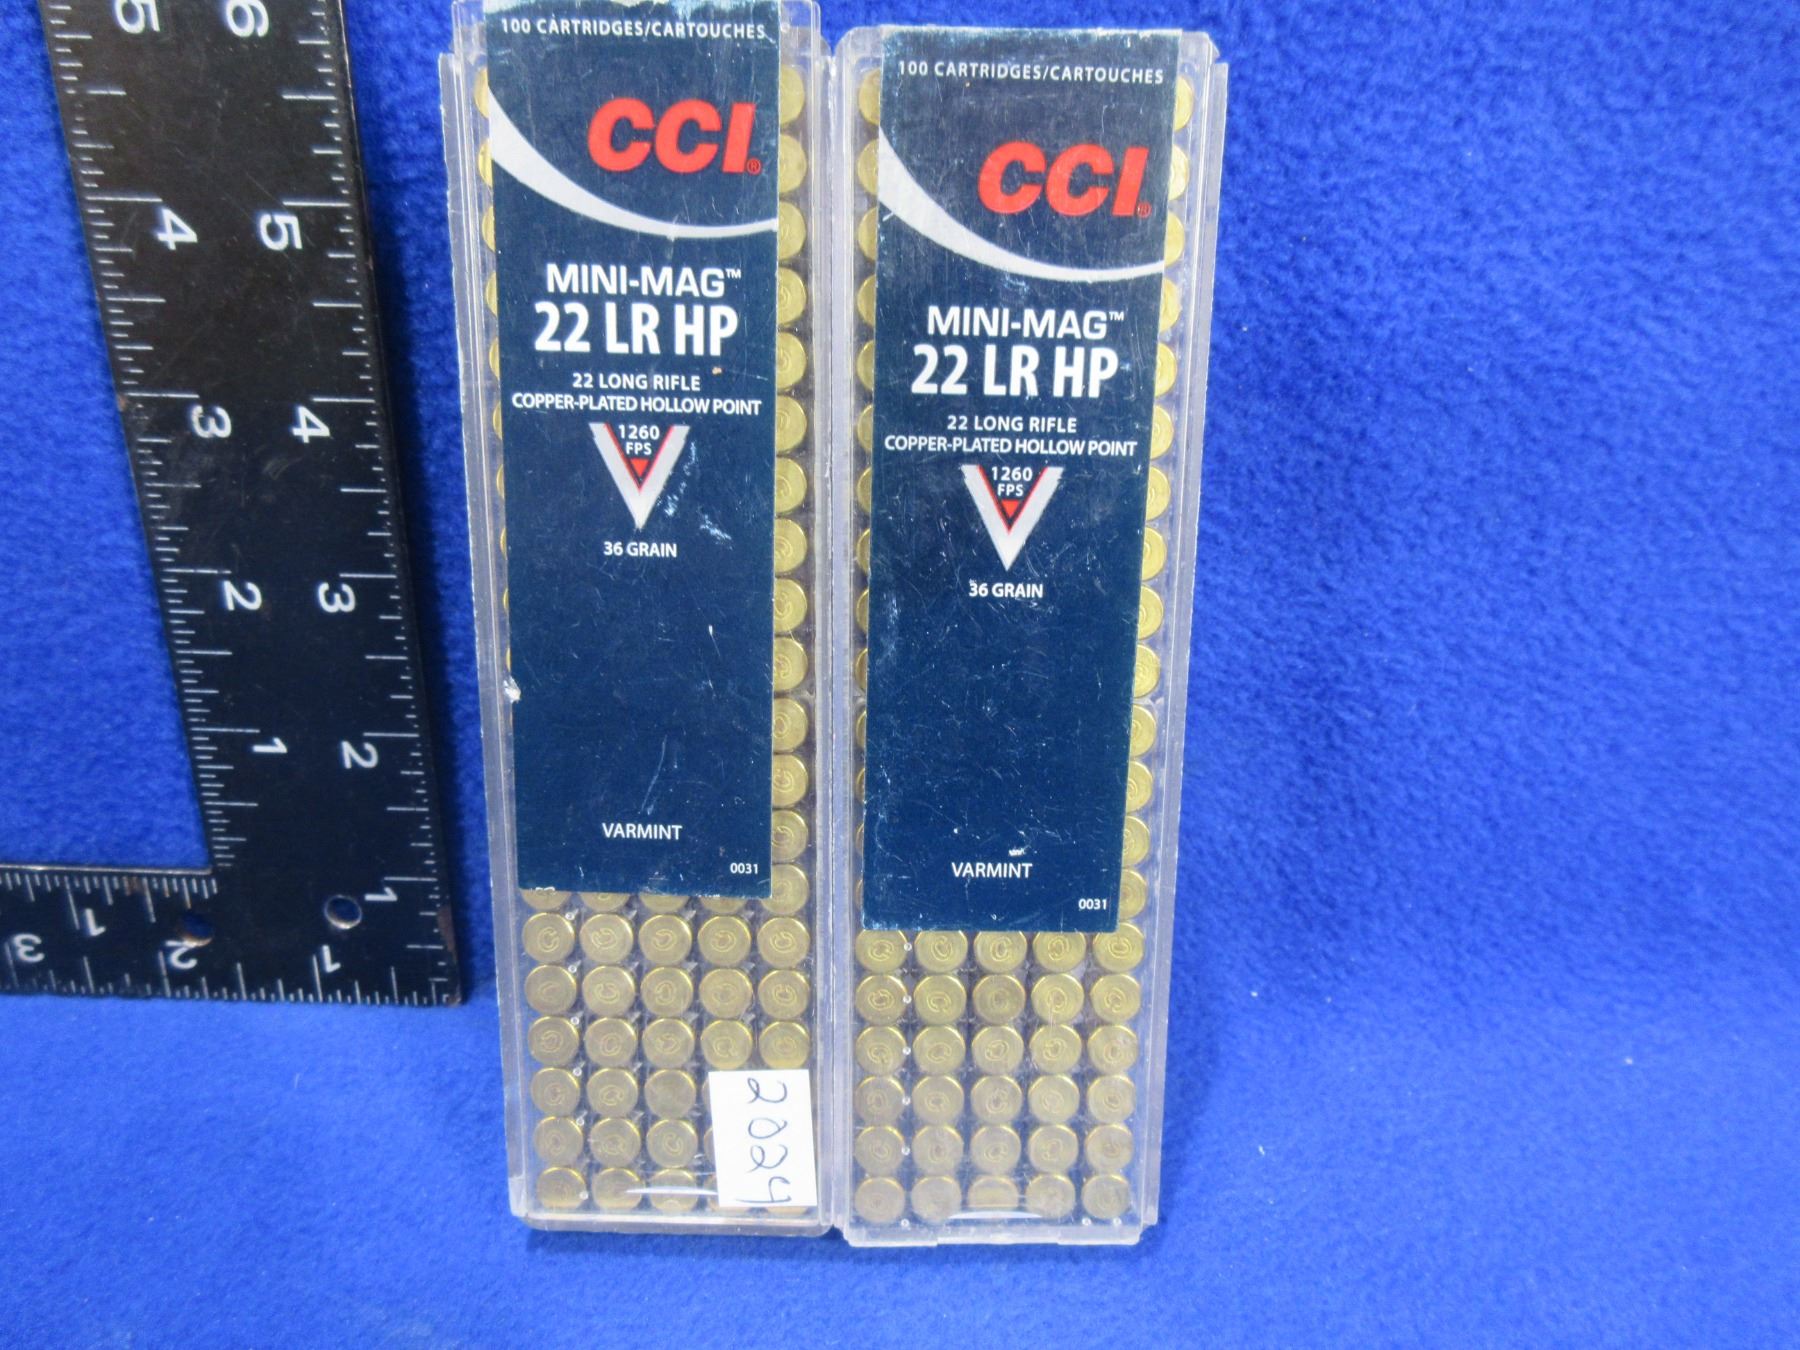 100 CARTRIDGES/CARTOUCHES
CCI®
MINI-MAG™
22 LR HP
22 LONG RIFLE
COPPER-PLATED HOLLOW POINT
1260
FPS
36 GRAIN
VARMINT
0031
2024
100 CARTRIDGES/CARTOUCHES
CCI®
MINI-MAG™
22 LR HP
22 LONG RIFLE
COPPER-PLATED HOLLOW POINT
1260
FPS
36 GRAIN
VARMINT
0031
5 6
4 5
3 4
2 3
1 2
1
1
3 2 1